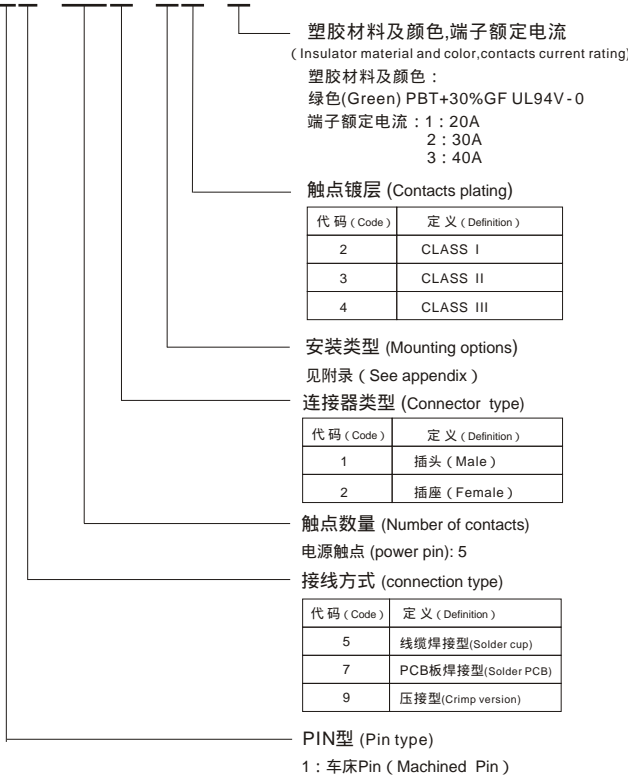 塑胶材料及颜色,端子额定电流
(Insulator material and color,contacts current rating)
塑胶材料及颜色:
绿色(Green) PBT+30%GF UL94V-0
端子额定电流:1:20A
2:30A
3:40A
触点镀层 (Contacts plating)
代 码 (Code) 定 义 (Definition)
2 CLASS I
3 CLASS II
4 CLASS III
安装类型 (Mounting options)
见附录 (See appendix)
连接器类型 (Connector type)
代 码 (Code) 定 义 (Definition)
1 插头 (Male)
2 插座 (Female)
触点数量 (Number of contacts)
电源触点 (power pin): 5
接线方式 (connection type)
代 码 (Code) 定 义 (Definition)
5 线缆焊接型(Solder cup)
7 PCB板焊接型(Solder PCB)
9 压接型(Crimp version)
PIN型 (Pin type)
1:车床Pin (Machined Pin)